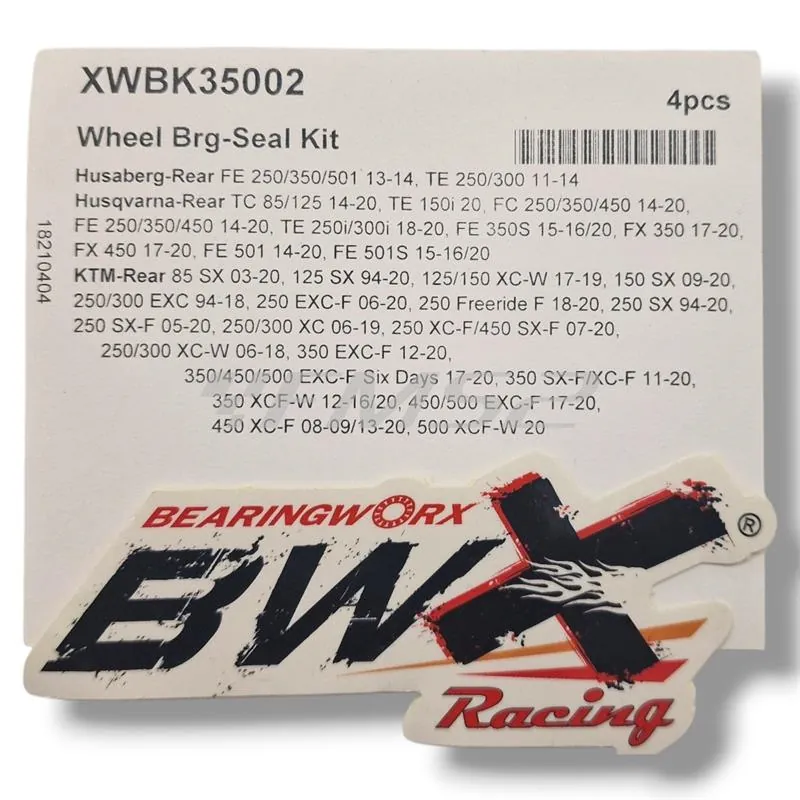 XWBK35002
4pcs
Wheel Brg-Seal Kit
Husaberg-Rear FE 250/350/501 13-14, TE 250/300 11-14
Husqvarna-Rear TC 85/125 14-20, TE 150i 20, FC 250/350/450 14-20,
FE 250/350/450 14-20, TE 250i/300i 18-20, FE 350S 15-16/20, FX 350 17-20,
FX 450 17-20, FE 501 14-20, FE 501S 15-16/20
KTM-Rear 85 SX 03-20, 125 SX 94-20, 125/150 XC-W 17-19, 150 SX 09-20,
250/300 EXC 94-18, 250 EXC-F 06-20, 250 Freeride F 18-20, 250 SX 94-20,
250 SX-F 05-20, 250/300 XC 06-19, 250 XC-F/450 SX-F 07-20,
250/300 XC-W 06-18, 350 EXC-F 12-20,
350/450/500 EXC-F Six Days 17-20, 350 SX-F/XC-F 11-20,
350 XCF-W 12-16/20, 450/500 EXC-F 17-20,
450 XC-F 08-09/13-20, 500 XCF-W 20
18210404
BEARINGWORX
BWX
®
Racing